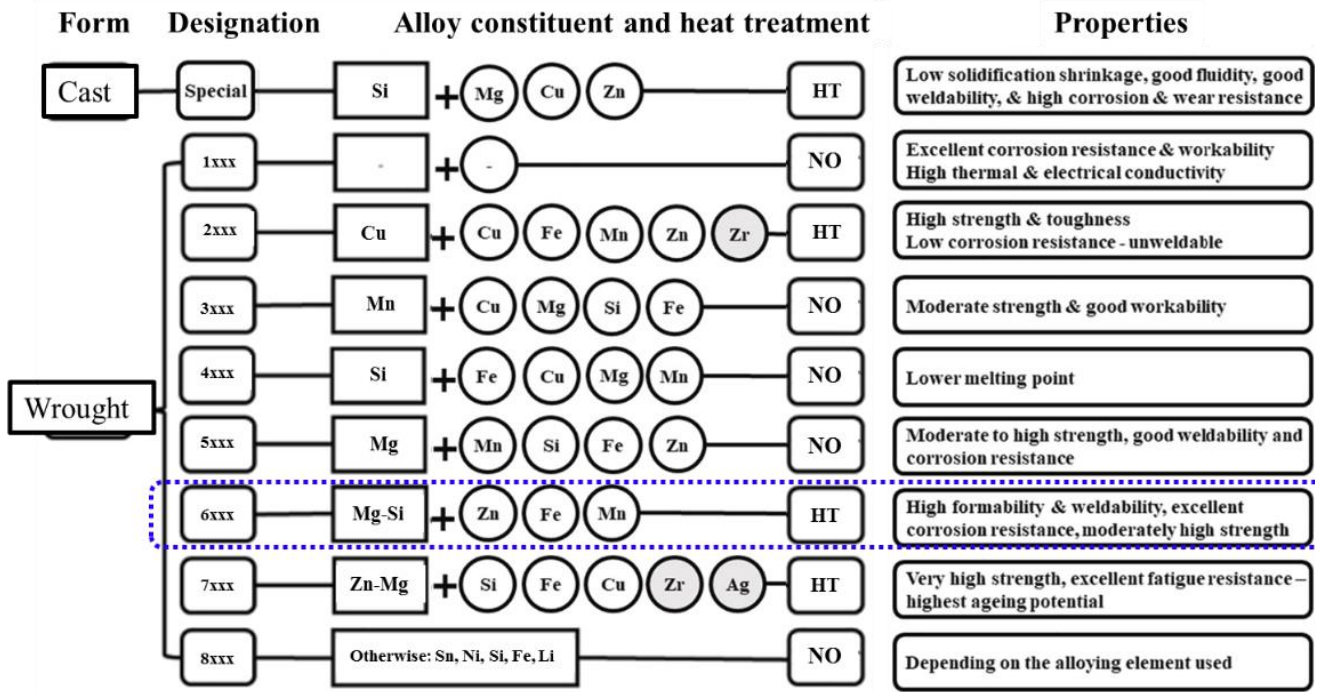 Form Designation Alloy constituent and heat treatment Properties
Cast Special Si + Mg Cu Zn HT Low solidification shrinkage, good fluidity, good
weldability, & high corrosion & wear resistance
1xxx - + - NO Excellent corrosion resistance & workability
High thermal & electrical conductivity
2xxx Cu + Cu Fe Mn Zn Zr HT High strength & toughness
Low corrosion resistance - unweldable
3xxx Mn + Cu Mg Si Fe NO Moderate strength & good workability
4xxx Si + Fe Cu Mg Mn NO Lower melting point
Wrought
5xxx Mg + Mn Si Fe Zn NO Moderate to high strength, good weldability and
corrosion resistance
6xxx Mg-Si + Zn Fe Mn HT High formability & weldability, excellent
corrosion resistance, moderately high strength
7xxx Zn-Mg + Si Fe Cu Zr Ag HT Very high strength, excellent fatigue resistance –
highest ageing potential
8xxx Otherwise: Sn, Ni, Si, Fe, Li NO Depending on the alloying element used